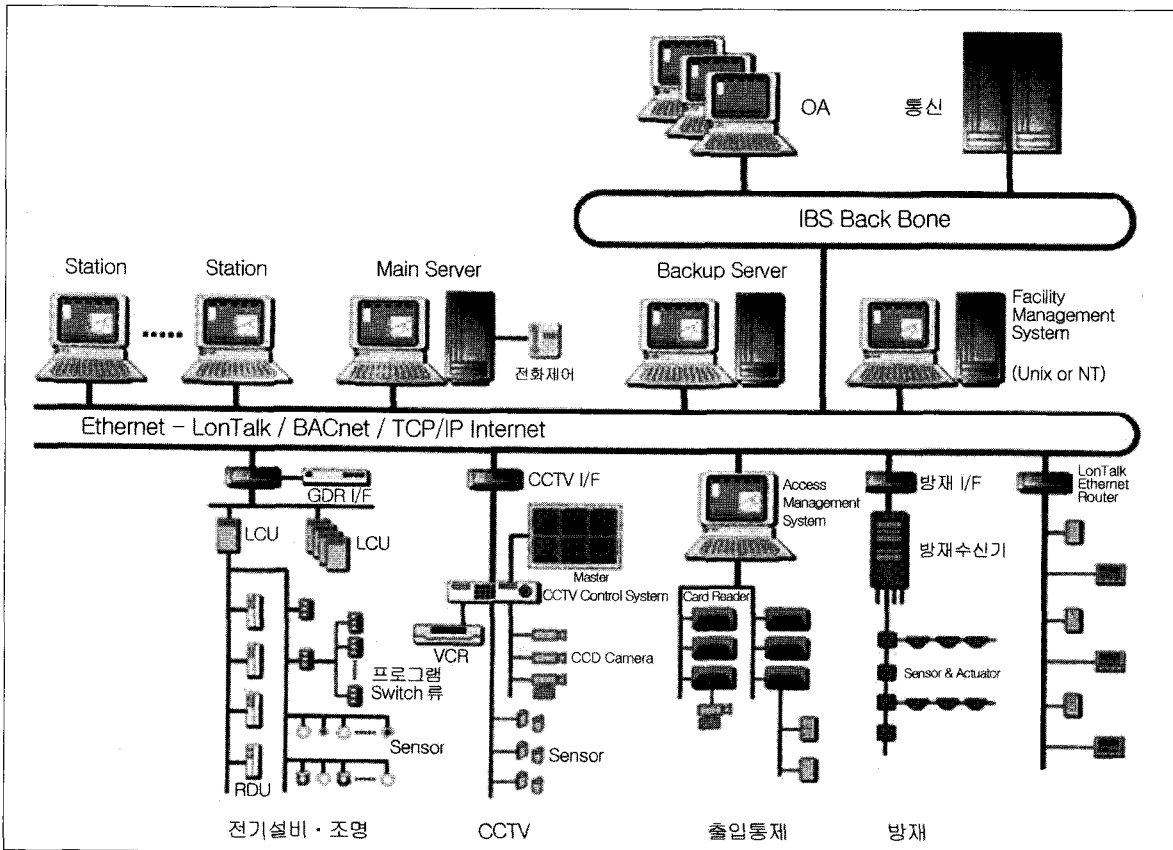 OA
통신
IBS Back Bone
Station
Station
Main Server
Backup Server
전화제어
Facility
Management
System
(Unix or NT)
Ethernet – LonTalk / BACnet / TCP/IP Internet
GDR I/F
LCU
LCU
프로그램
Switch 류
Sensor
RDU
전기설비 · 조명
CCTV I/F
Master
CCTV Control System
VCR
CCD Camera
Sensor
CCTV
Access
Management
System
Card Reader
출입통제
방재 I/F
방재수신기
Sensor & Actuator
방재
LonTalk
Ethernet
Router